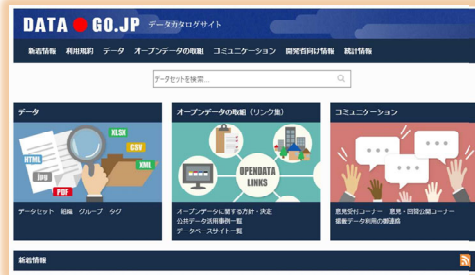 DATA GO.JP データカタログサイト
新着情報 利用規約 データ オープンデータの取組 コミュニケーション 開発者向け情報 統計情報
データセットを検索...
データ
HTML
jpg
PDF
XLSX
CSV
XML
データセット 組織 グループ タグ
オープンデータの取組（リンク集）
OPENDATA
LINKS
オープンデータに関する方針・決定
公共データ活用事例一覧
データベースサイト一覧
コミュニケーション
意見受付コーナー 意見・回答公開コーナー
新着情報